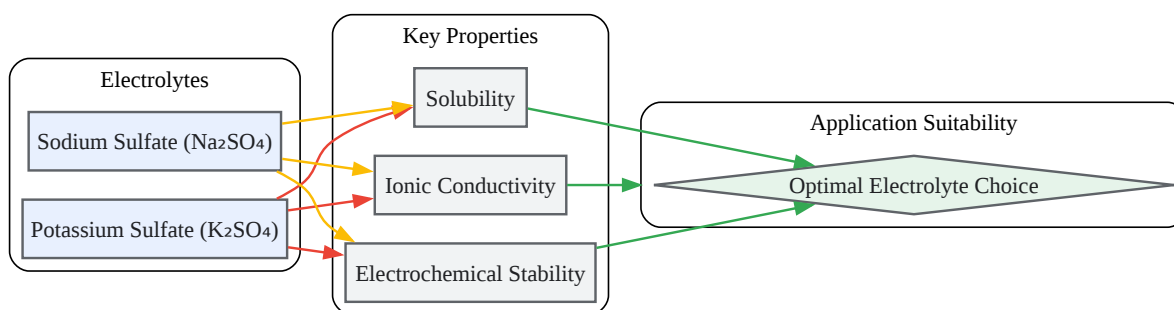 Electrolytes
Sodium Sulfate (Na₂SO₄)
Potassium Sulfate (K₂SO₄)
Key Properties
Solubility
Ionic Conductivity
Electrochemical Stability
Application Suitability
Optimal Electrolyte Choice